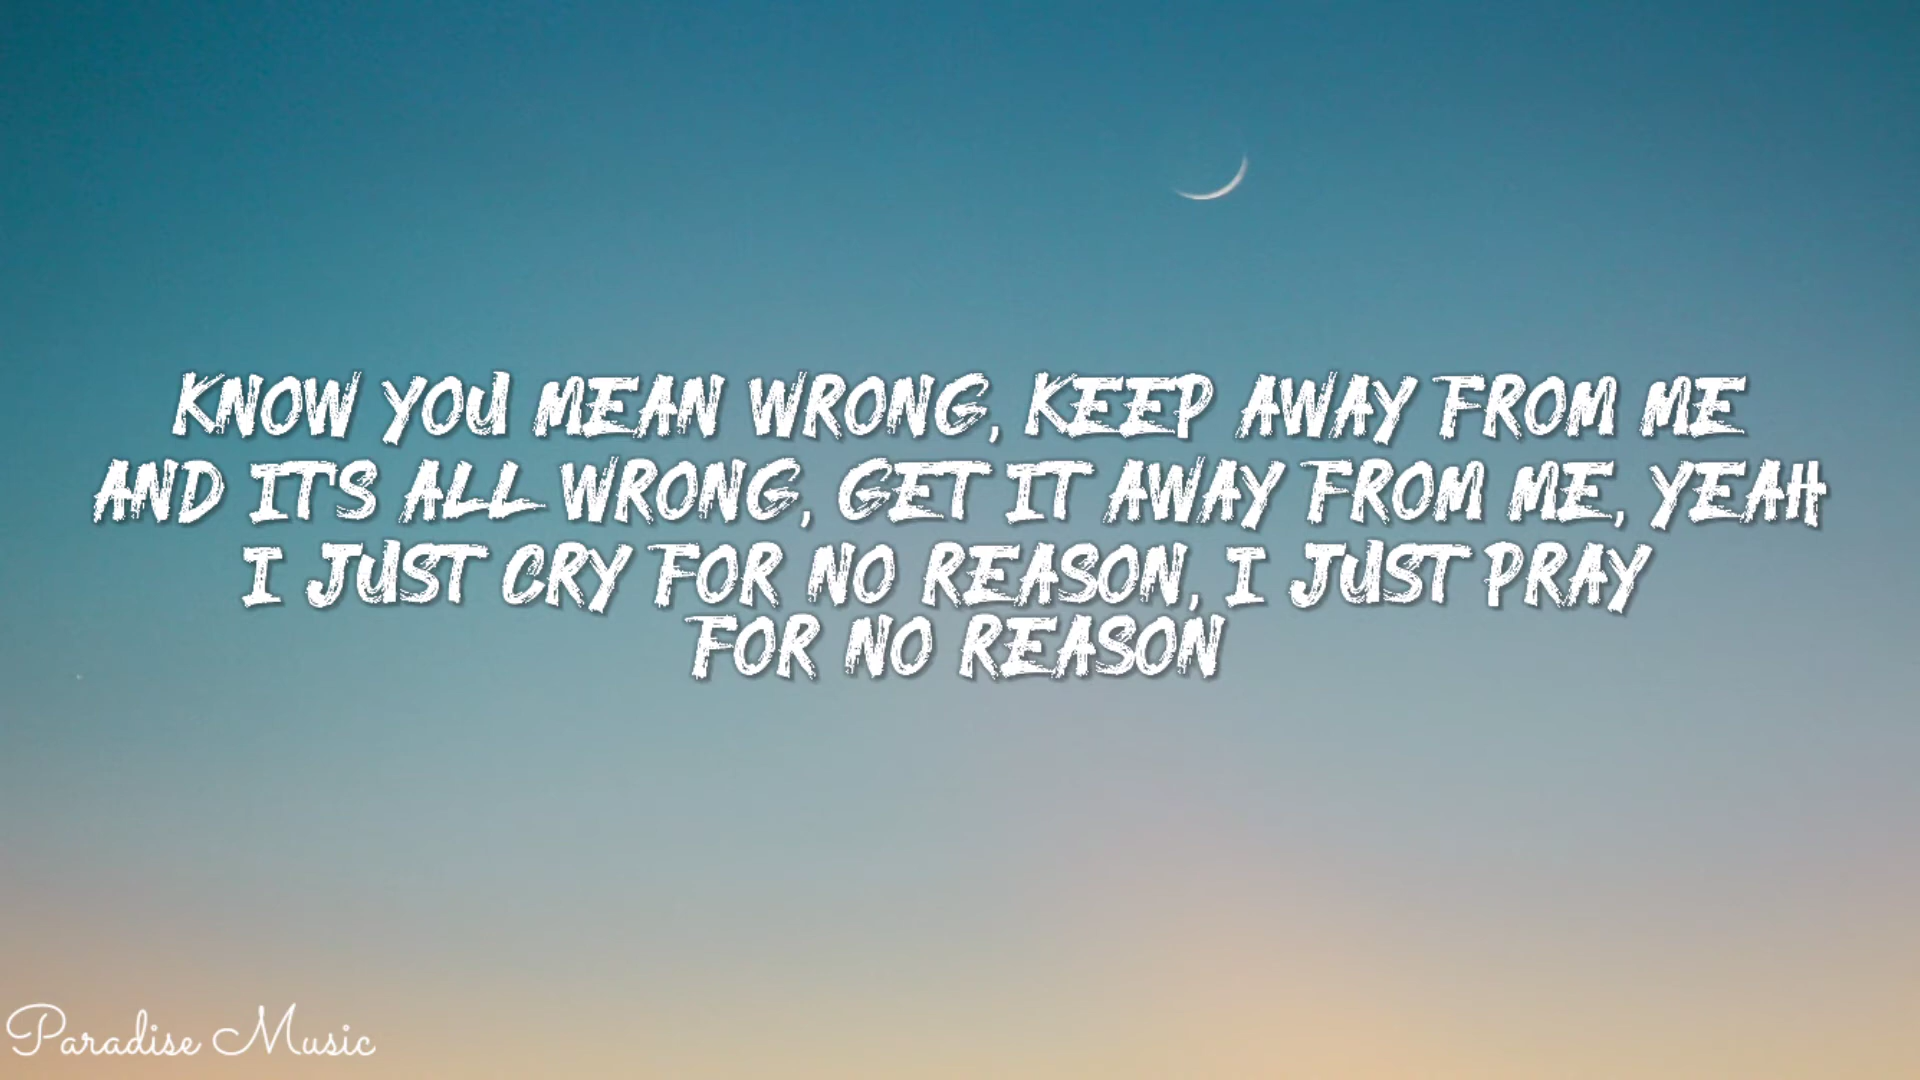 KNOW YOU MEAN WRONG, KEEP AWAY FROM ME
AND IT'S ALL WRONG, GET IT AWAY FROM ME, YEAH
I JUST CRY FOR NO REASON, I JUST PRAY
FOR NO REASON
Paradise Music